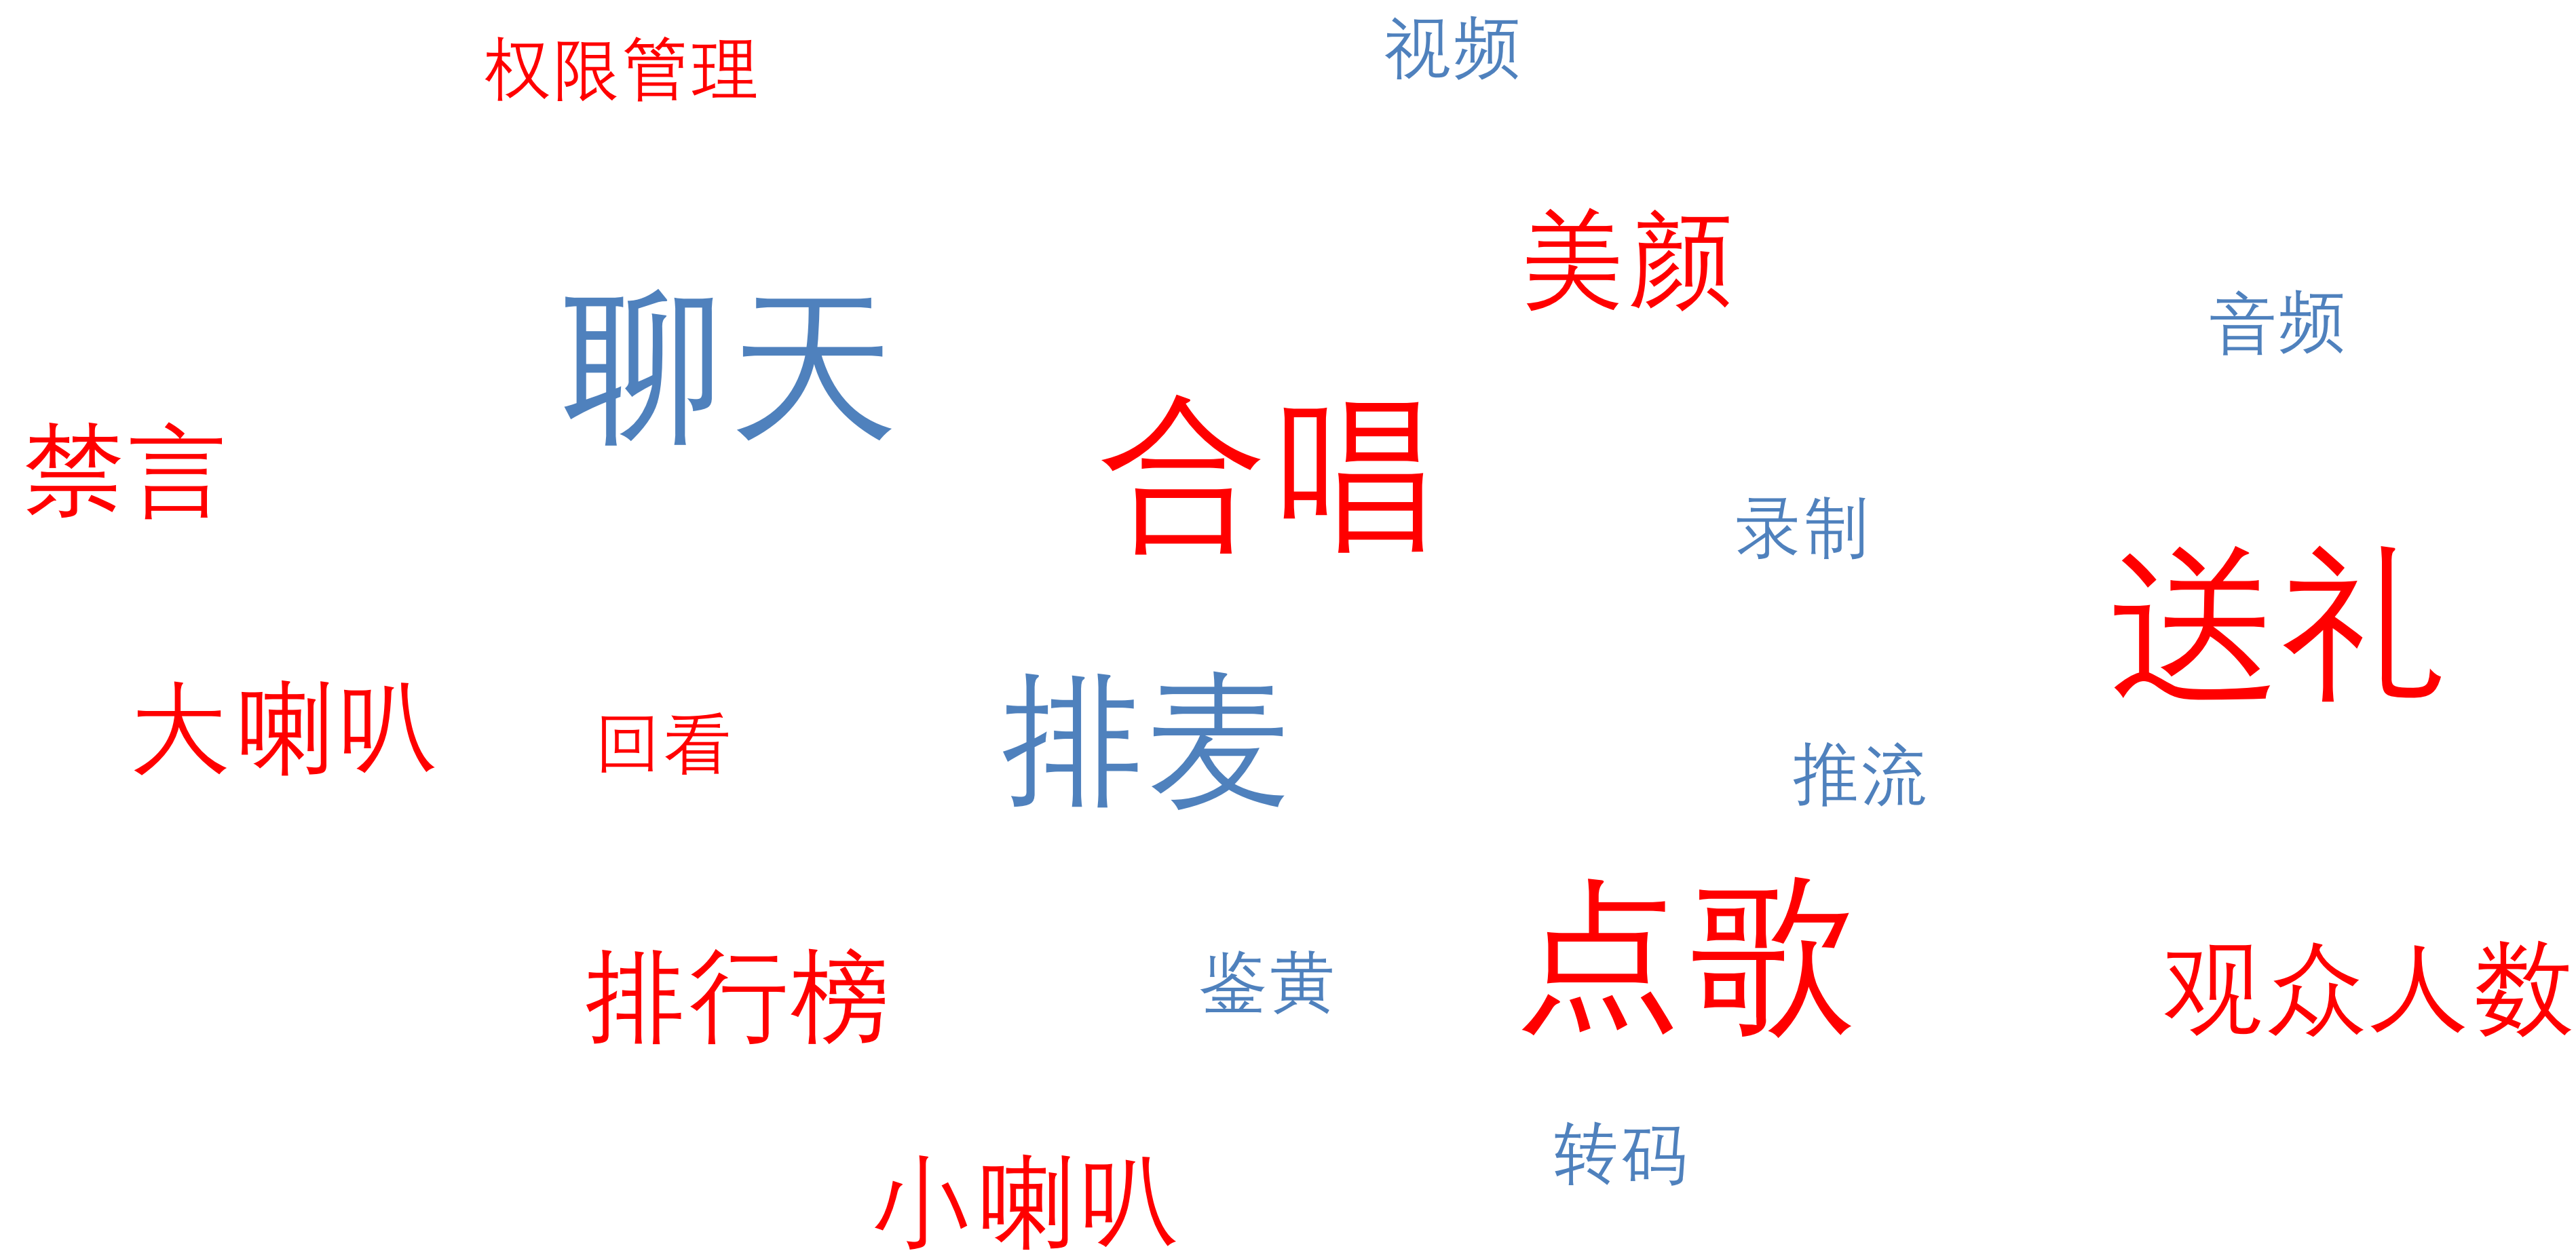 视频
权限管理
美颜
音频
聊天
禁言
合唱
录制
送礼
大喇叭
回看
排麦
推流
排行榜
鉴黄
点歌
观众人数
转码
小喇叭